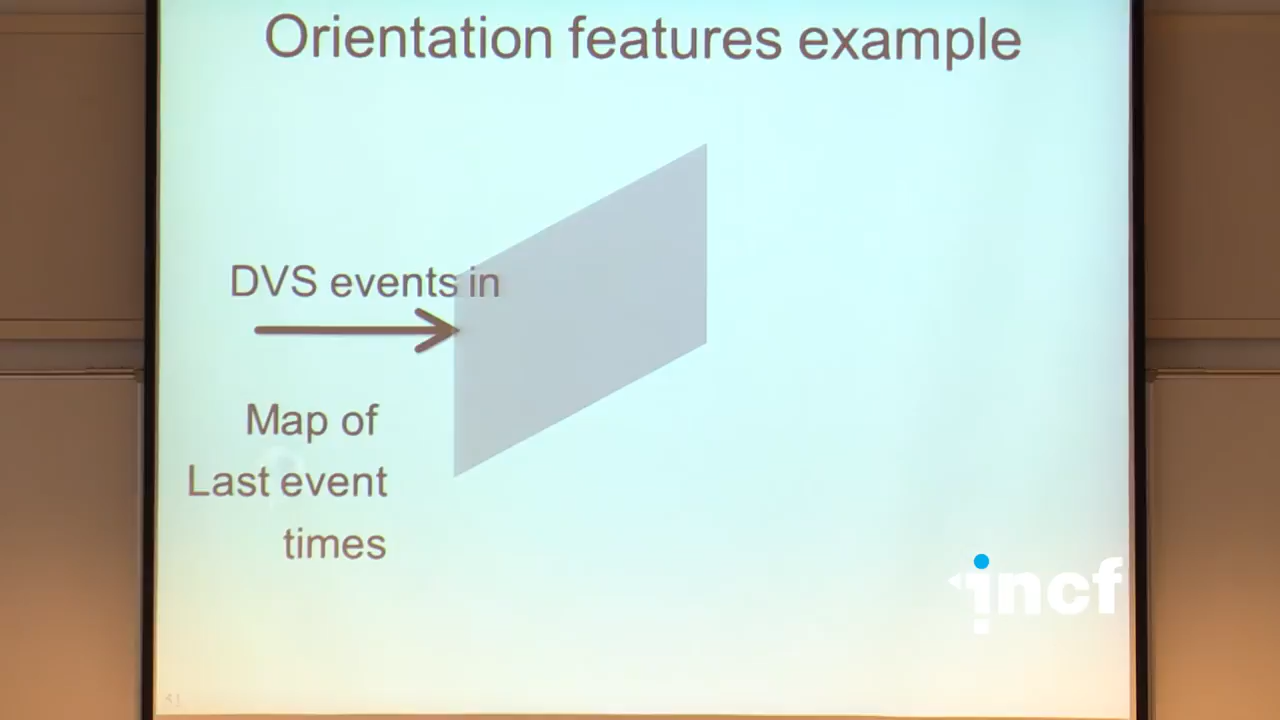 Orientation features example
DVS events in
Map of
Last event
times
incf